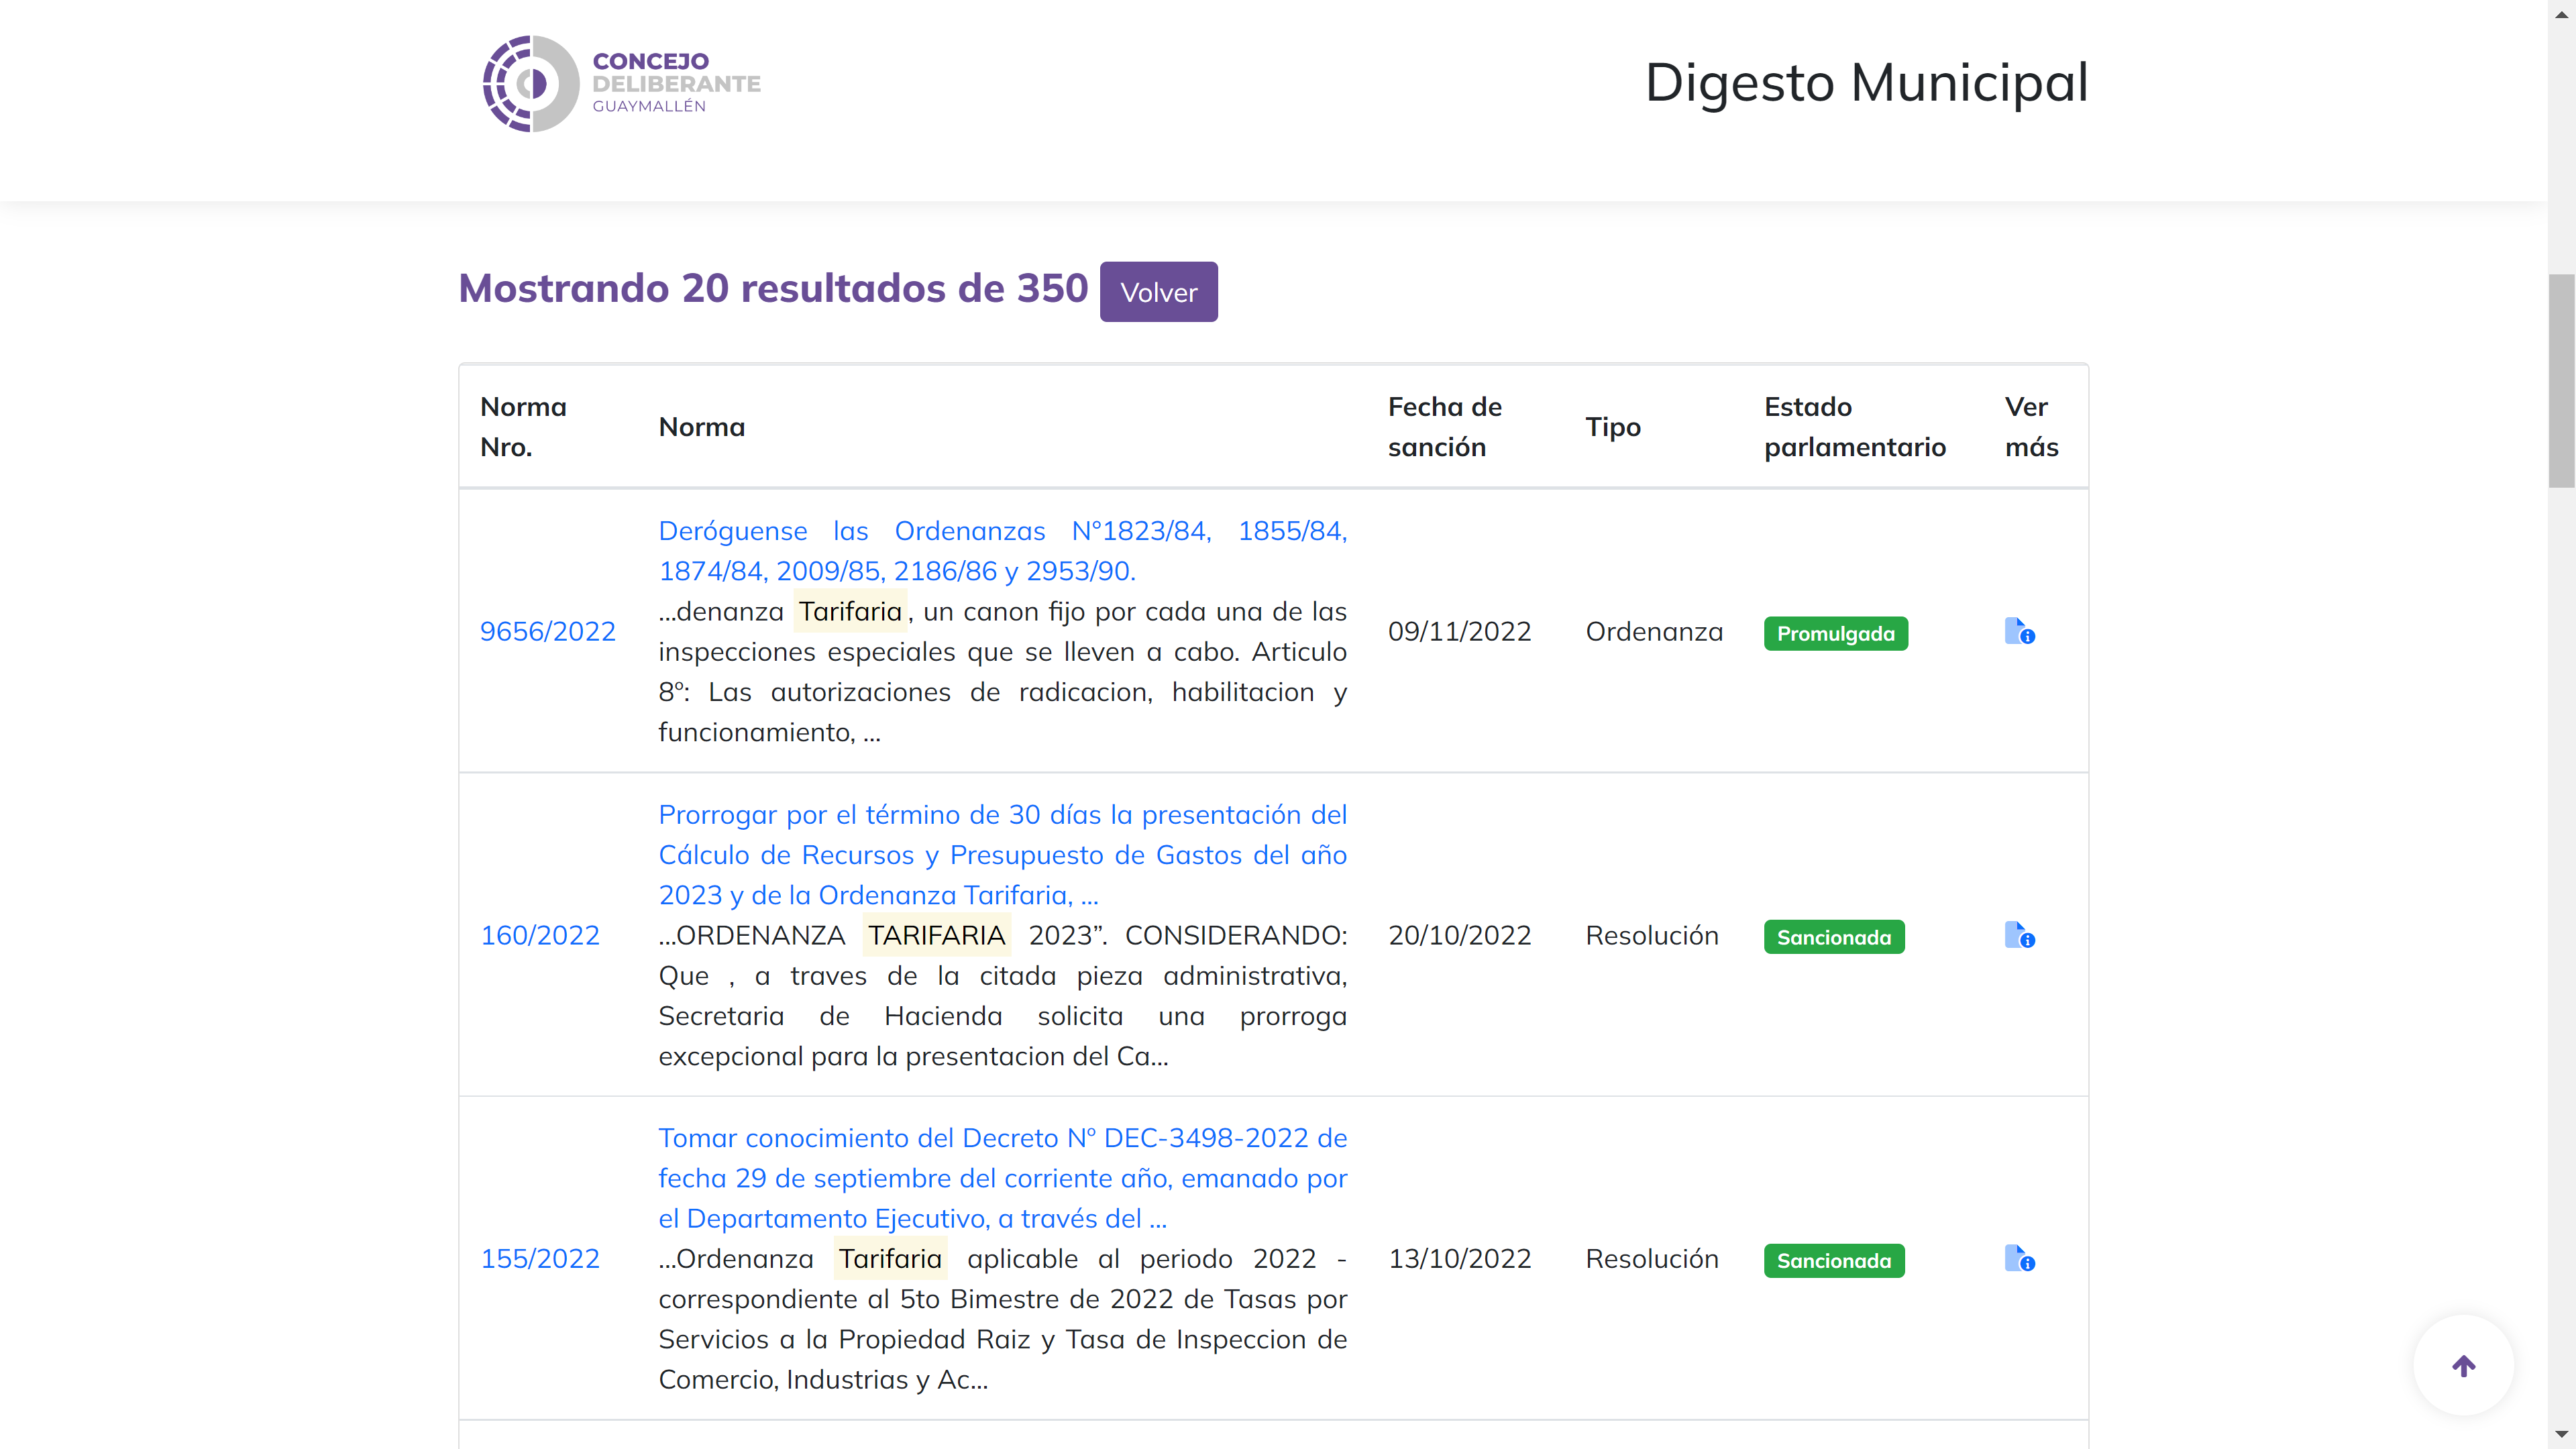 CONCEJO
DELIBERANTE
GUAYMALLÉN
Digesto Municipal
Mostrando 20 resultados de 350
Volver
Norma
Nro.
Norma
Fecha de
sanción
Tipo
Estado
parlamentario
Ver
más
9656/2022
Deróguense las Ordenanzas N°1823/84, 1855/84,
1874/84, 2009/85, 2186/86 y 2953/90.
...denanza Tarifaria, un canon fijo por cada una de las
inspecciones especiales que se lleven a cabo. Articulo
8º: Las autorizaciones de radicacion, habilitacion y
funcionamiento, ...
09/11/2022
Ordenanza
Promulgada
160/2022
Prorrogar por el término de 30 días la presentación del
Cálculo de Recursos y Presupuesto de Gastos del año
2023 y de la Ordenanza Tarifaria, ...
...ORDENANZA TARIFARIA 2023”. CONSIDERANDO:
Que , a traves de la citada pieza administrativa,
Secretaria de Hacienda solicita una prorroga
excepcional para la presentacion del Ca...
20/10/2022
Resolución
Sancionada
155/2022
Tomar conocimiento del Decreto Nº DEC-3498-2022 de
fecha 29 de septiembre del corriente año, emanado por
el Departamento Ejecutivo, a través del ...
...Ordenanza Tarifaria aplicable al periodo 2022 -
correspondiente al 5to Bimestre de 2022 de Tasas por
Servicios a la Propiedad Raiz y Tasa de Inspeccion de
Comercio, Industrias y Ac...
13/10/2022
Resolución
Sancionada